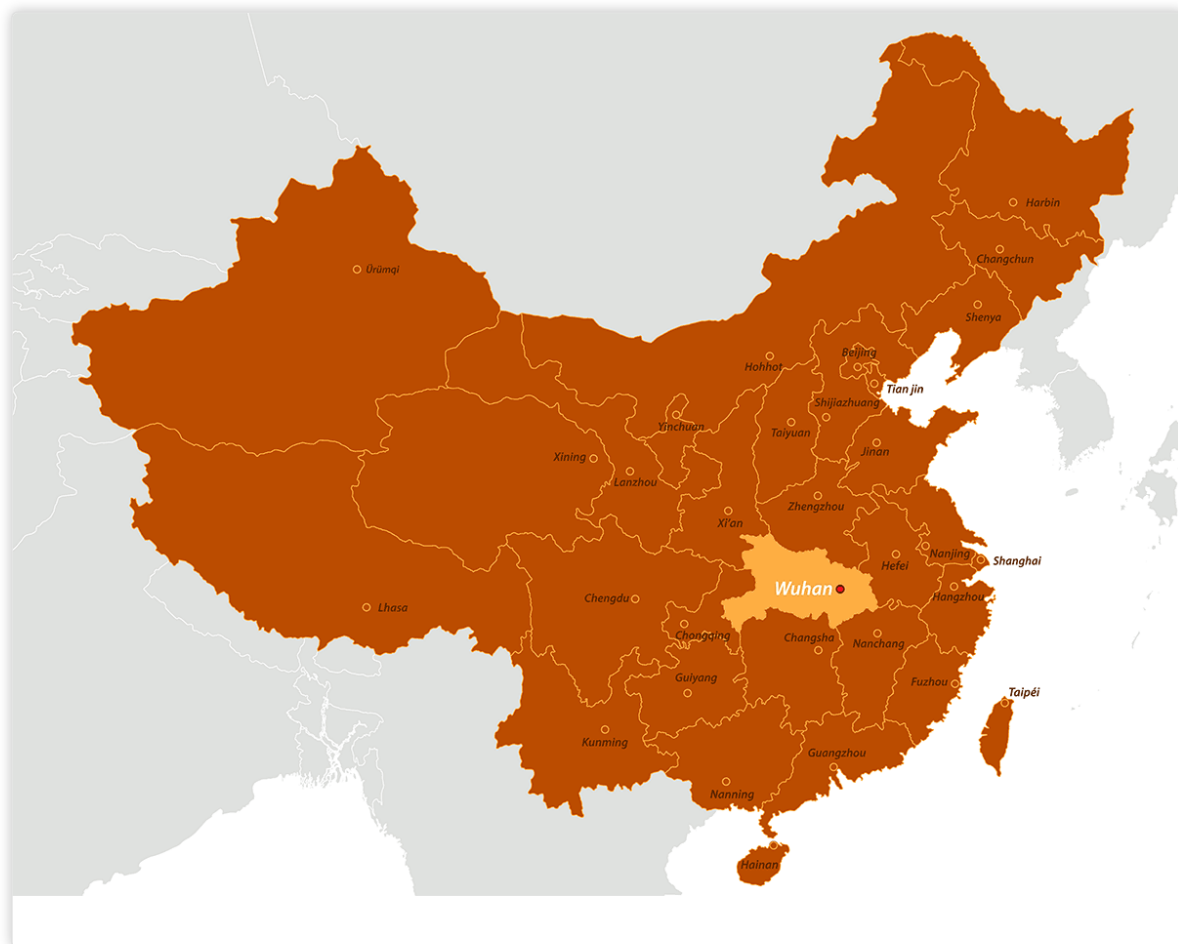 Harbin
Changchun
Ürümqi
Shenya
Beijing
Hohhot
Tian jin
Shijiazhuang
Yinchuan
Taiyuan
Jinan
Xining
Lanzhou
Zhengzhou
Xi'an
Nanjing
Shanghai
Hefei
Wuhan
Hangzhou
Chengdu
Lhasa
Chongqing
Changsha
Nanchang
Guiyang
Fuzhou
Taipéi
Kunming
Guangzhou
Nanning
Hainan